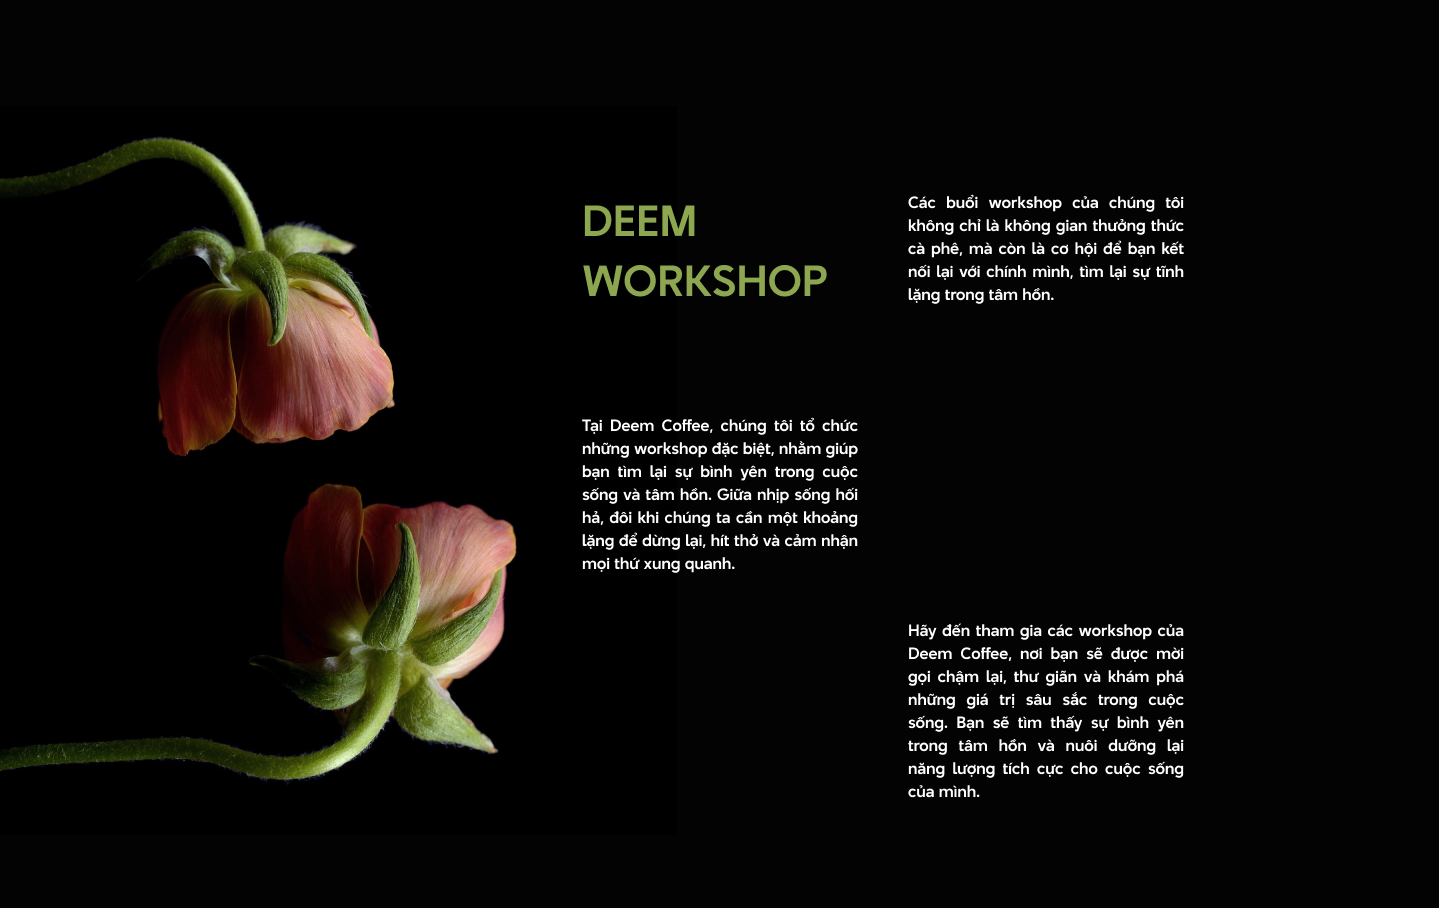 DEEM
WORKSHOP
Tại Deem Coffee, chúng tôi tổ chức
những workshop đặc biệt, nhằm giúp
bạn tìm lại sự bình yên trong cuộc
sống và tâm hồn. Giữa nhịp sống hối
hả, đôi khi chúng ta cần một khoảng
lặng để dừng lại, hít thở và cảm nhận
mọi thứ xung quanh.
Các buổi workshop của chúng tôi
không chỉ là không gian thưởng thức
cà phê, mà còn là cơ hội để bạn kết
nối lại với chính mình, tìm lại sự tĩnh
lặng trong tâm hồn.
Hãy đến tham gia các workshop của
Deem Coffee, nơi bạn sẽ được mời
gọi chậm lại, thư giãn và khám phá
những giá trị sâu sắc trong cuộc
sống. Bạn sẽ tìm thấy sự bình yên
trong tâm hồn và nuôi dưỡng lại
năng lượng tích cực cho cuộc sống
của mình.